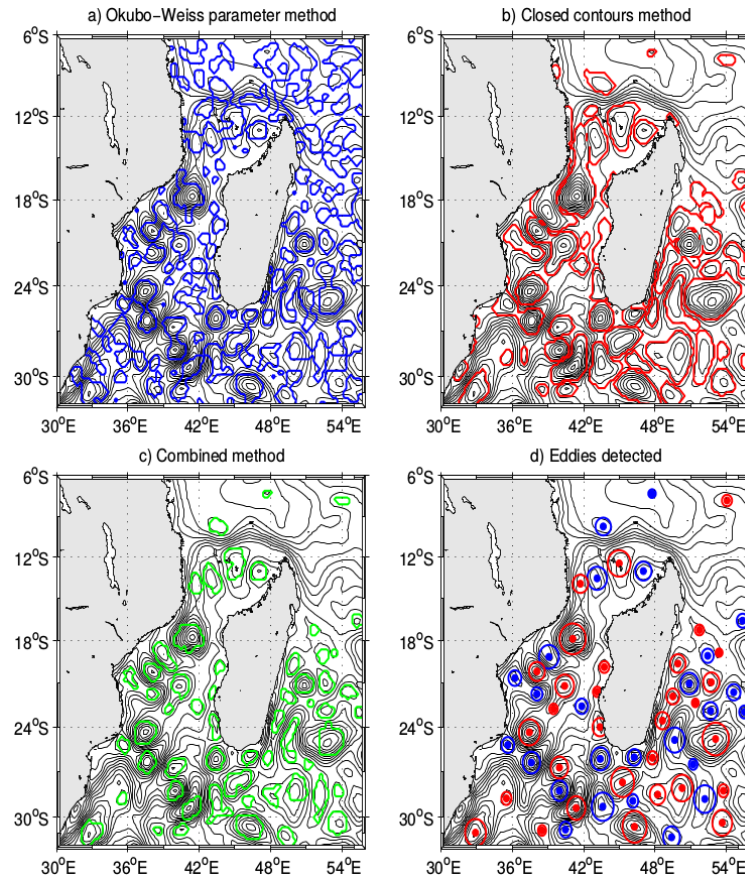 a) Okubo−Weiss parameter method
b) Closed contours method
6°S
12°S
18°S
24°S
30°S
30°E 36°E 42°E 48°E 54°E
6°S
12°S
18°S
24°S
30°S
30°E 36°E 42°E 48°E 54°E
c) Combined method
d) Eddies detected
6°S
12°S
18°S
24°S
30°S
30°E 36°E 42°E 48°E 54°E
6°S
12°S
18°S
24°S
30°S
30°E 36°E 42°E 48°E 54°E